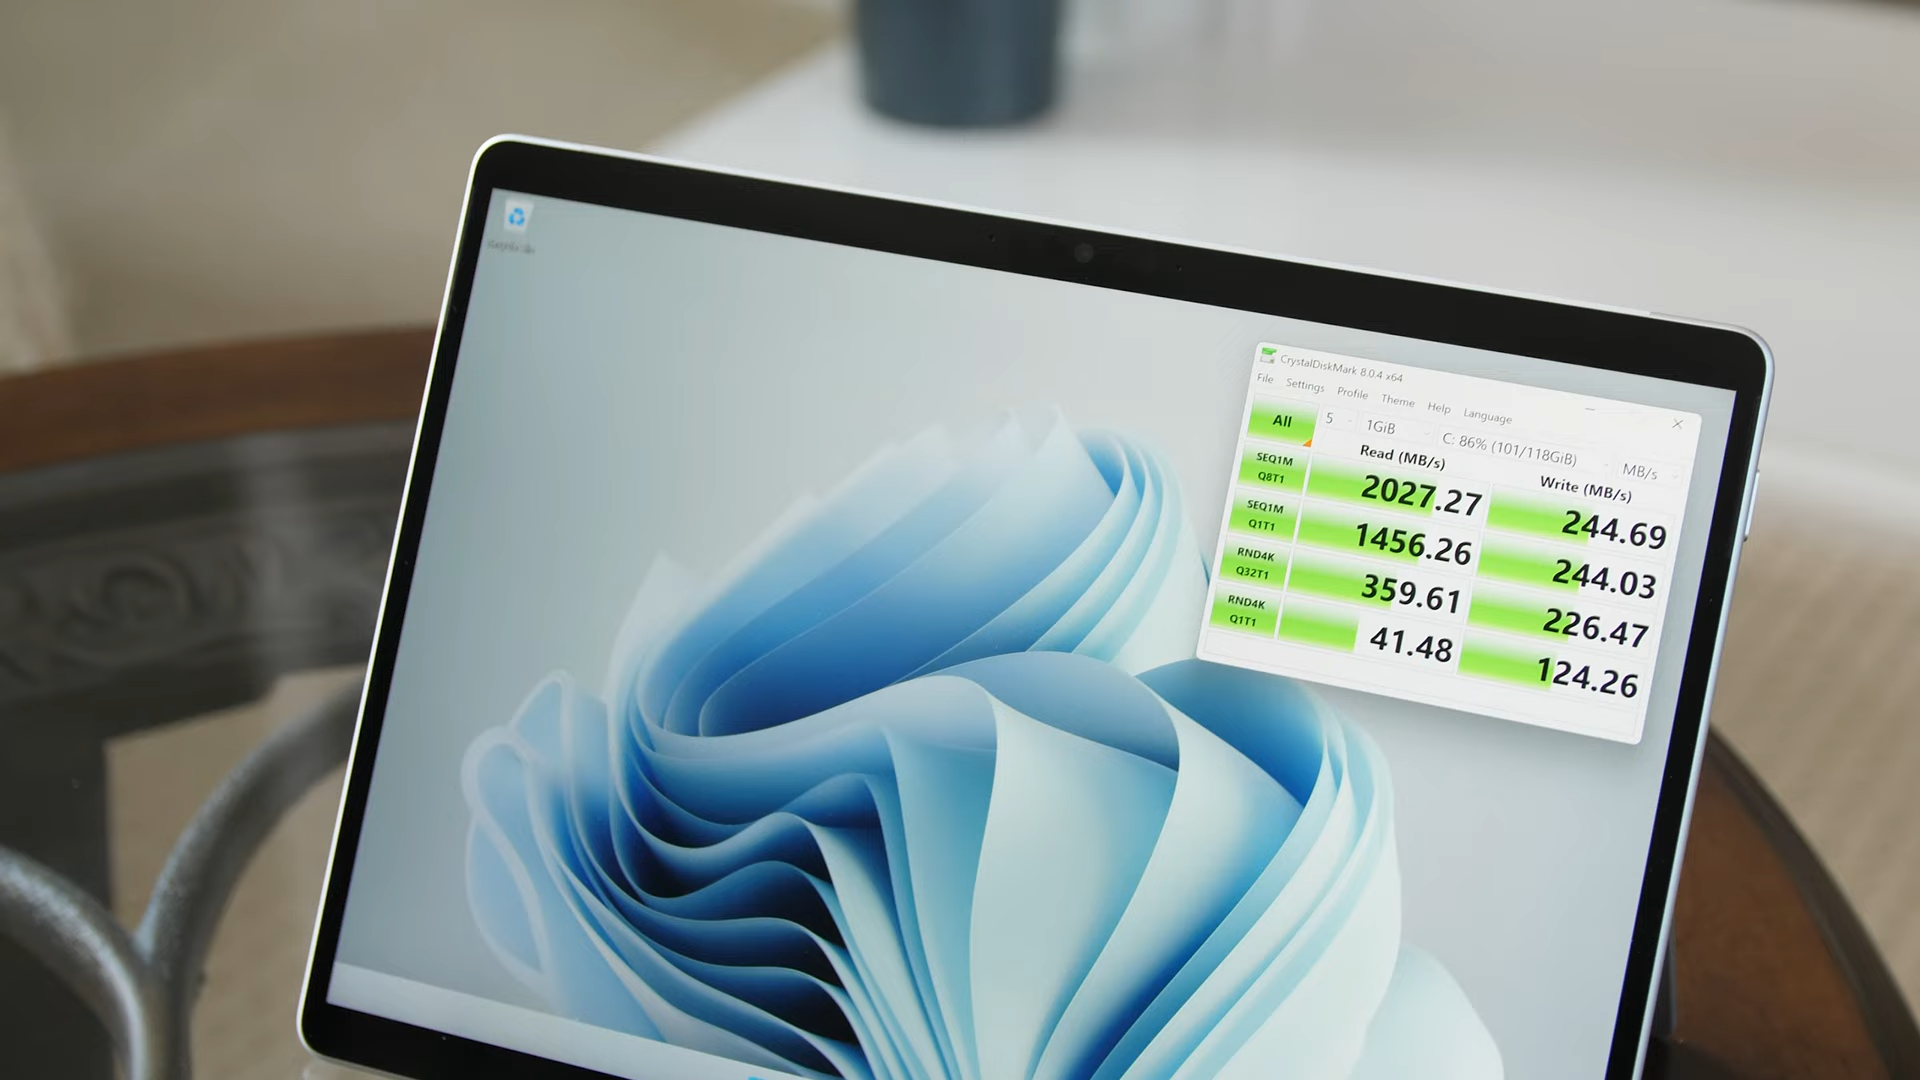 CrystalDiskMark 8.0.4 x64
File Settings Profile Theme Help Language
All 5 1GiB C: 86% (101/118GiB) MB/s
Read (MB/s) Write (MB/s)
SEQ1M Q8T1 2027.27 244.69
SEQ1M Q1T1 1456.26 244.03
RND4K Q32T1 359.61 226.47
RND4K Q1T1 41.48 124.26